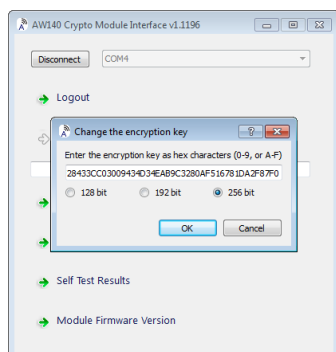 AW140 Crypto Module Interface v1.1196
Disconnect COM4
Logout
Change the encryption key
Enter the encryption key as hex characters (0-9, or A-F)
28433CC03009434D34EAB9C3280AF516781DA2F87F0
128 bit 192 bit 256 bit
OK Cancel
Self Test Results
Module Firmware Version